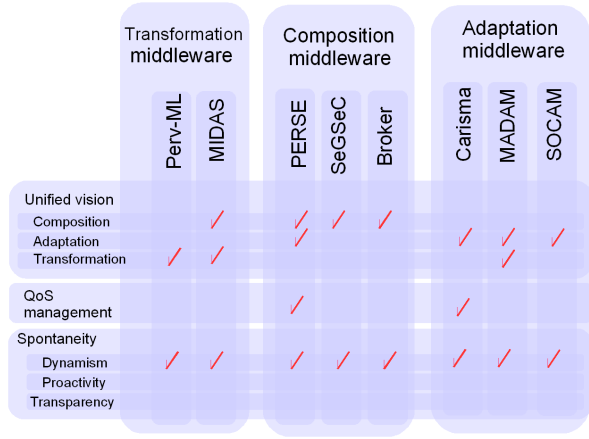 Transformation
middleware
Composition
middleware
Adaptation
middleware
Perv-ML
MIDAS
PERSE
SeGSeC
Broker
Carisma
MADAM
SOCAM
Unified vision
Composition
Adaptation
Transformation
QoS
management
Spontaneity
Dynamism
Proactivity
Transparency